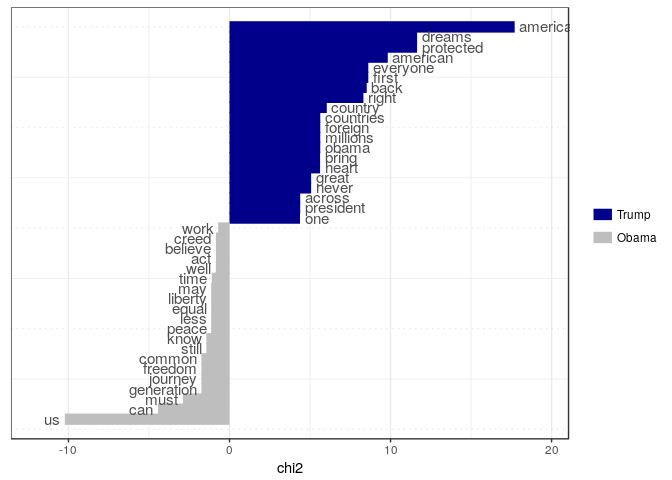 america
dreams
protected
american
everyone
first
back
right
country
countries
foreign
millions
obama
bring
heart
great
never
across
president
one
work
creed
believe
act
well
time
may
liberty
equal
less
peace
know
still
common
freedom
journey
generation
must
can
us
-10 0 10 20
chi2
Trump
Obama